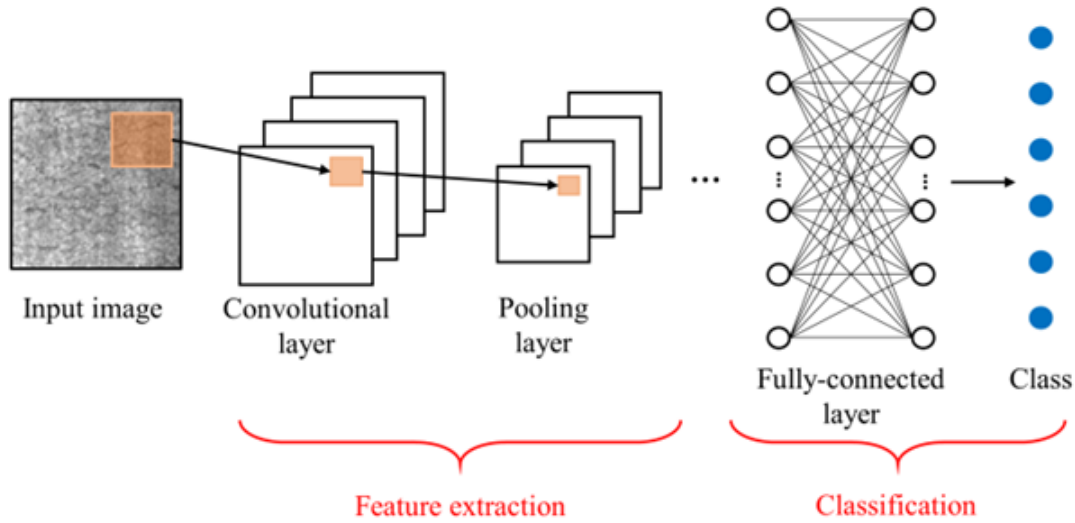 Input image
Convolutional
layer
Pooling
layer
...
Fully-connected
layer
Class
Feature extraction
Classification